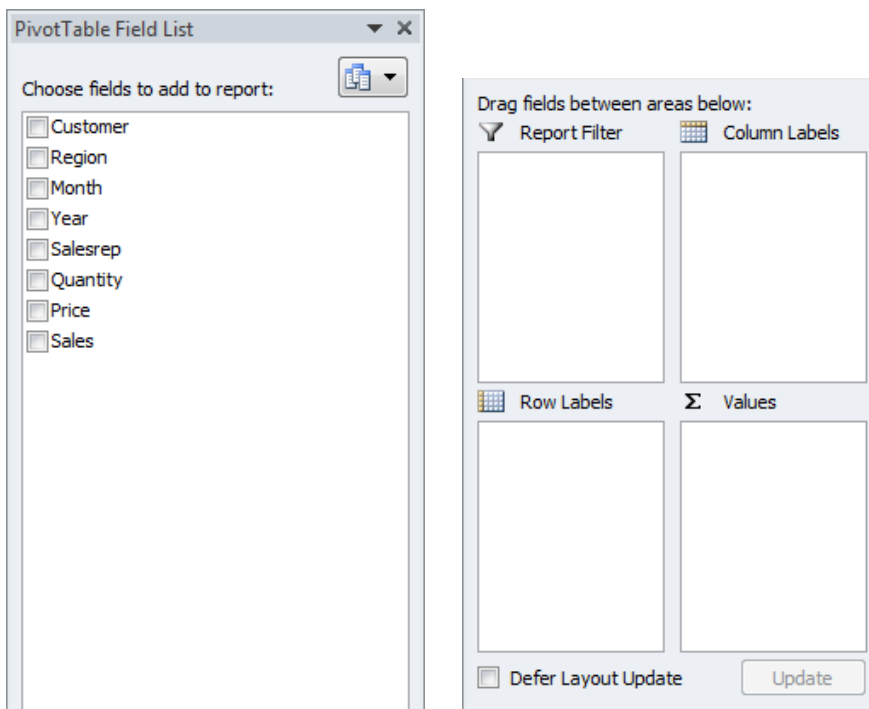 PivotTable Field List
Choose fields to add to report:
Customer
Region
Month
Year
Salesrep
Quantity
Price
Sales
Drag fields between areas below:
Report Filter
Column Labels
Row Labels
Σ Values
Defer Layout Update
Update